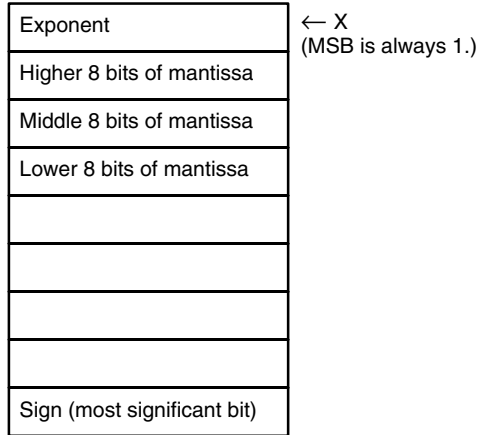 Exponent
← X
(MSB is always 1.)
Higher 8 bits of mantissa
Middle 8 bits of mantissa
Lower 8 bits of mantissa
Sign (most significant bit)